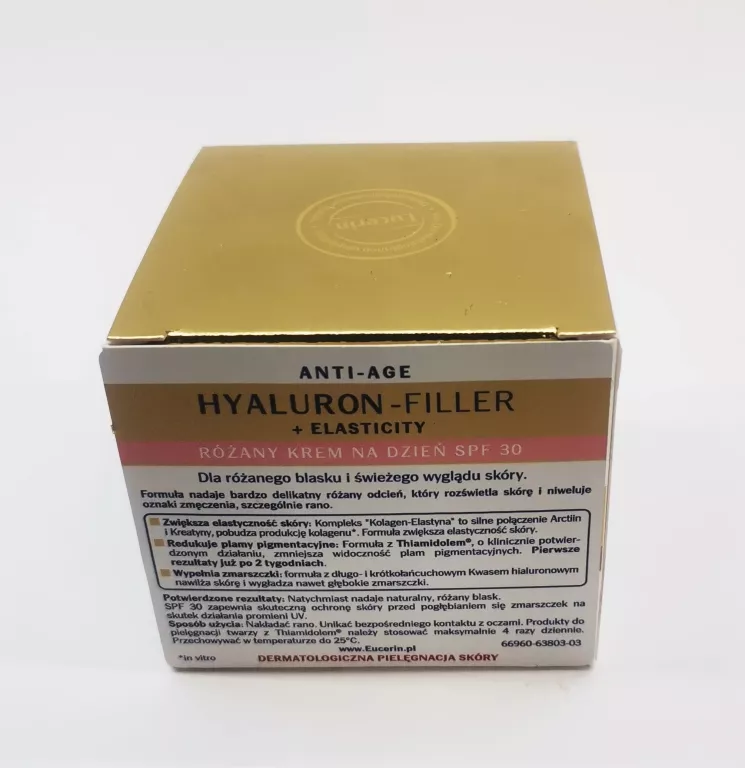 Eucerin
ANTI-AGE
HYALURON-FILLER
+ ELASTICITY
RÓŻANY KREM NA DZIEŃ SPF 30
Dla różanego blasku i świeżego wyglądu skóry.
Formuła nadaje bardzo delikatny różany odcień, który rozświetla skórę i niweluje
oznaki zmęczenia, szczególnie rano.
Zwiększa elastyczność skóry: Kompleks "Kolagen-Elastyna" to silne połączenie Arctiin
i Kreatyny, pobudza produkcję kolagenu*. Formuła zwiększa elastyczność skóry.
Redukuje plamy pigmentacyjne: Formuła z Thiamidolem®, o klinicznie potwier-
dzonym działaniu, zmniejsza widoczność plam pigmentacyjnych. Pierwsze
rezultaty już po 2 tygodniach.
Wypełnia zmarszczki: formuła z długo- i krótkołańcuchowym Kwasem hialuronowym
nawilża skórę i wygładza nawet głębokie zmarszczki.
Potwierdzone rezultaty: Natychmiast nadaje naturalny, różany blask.
SPF 30 zapewnia skuteczną ochronę skóry przed pogłębianiem się zmarszczek na
skutek działania promieni UV.
Sposób użycia: Nakładać rano. Unikać bezpośredniego kontaktu z oczami. Produkty do
pielęgnacji twarzy z Thiamidolem® należy stosować maksymalnie 4 razy dziennie.
Przechowywać w temperaturze do 25°C.
66960-63803-03
www.Eucerin.pl
*in vitro
DERMATOLOGICZNA PIELĘGNACJA SKÓRY